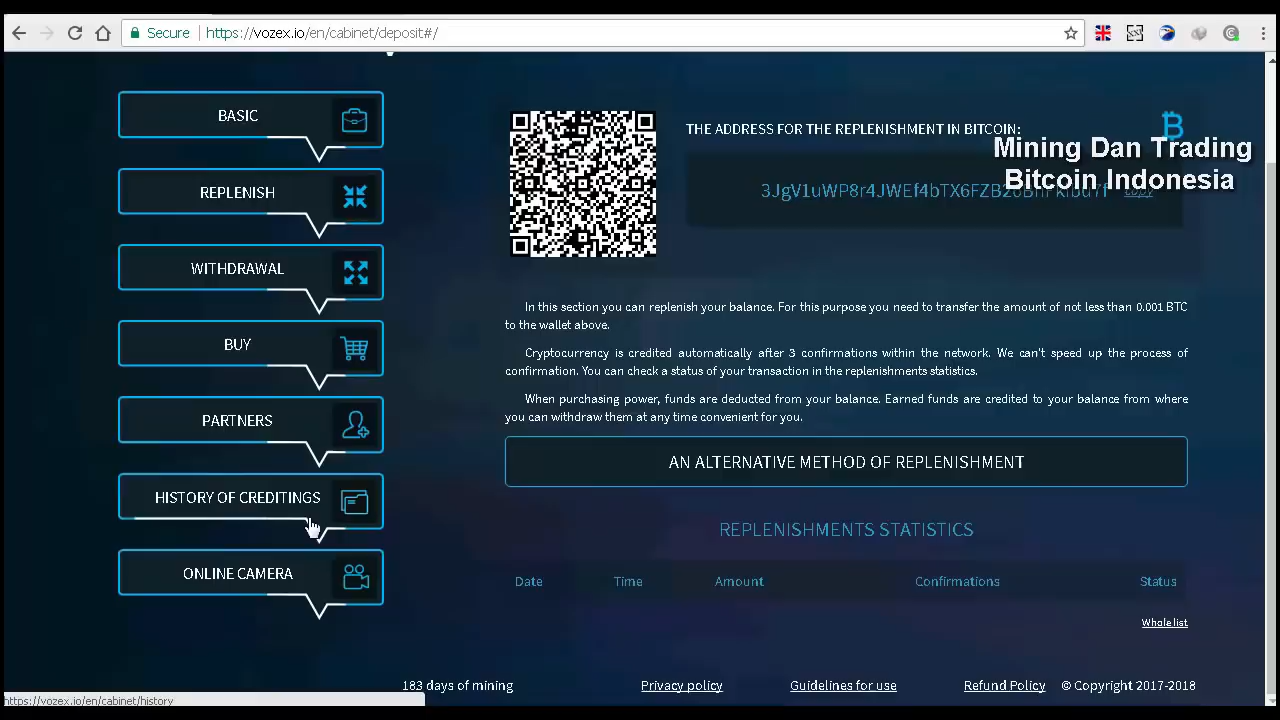 Secure
https://vozex.io/en/cabinet/deposit#/
BASIC
REPLENISH
WITHDRAWAL
BUY
PARTNERS
HISTORY OF CREDITINGS
ONLINE CAMERA
THE ADDRESS FOR THE REPLENISHMENT IN BITCOIN:
Mining Dan Trading
Bitcoin Indonesia
copy
In this section you can replenish your balance. For this purpose you need to transfer the amount of not less than 0.001 BTC
to the wallet above.
Cryptocurrency is credited automatically after 3 confirmations within the network. We can't speed up the process of
confirmation. You can check a status of your transaction in the replenishments statistics.
When purchasing power, funds are deducted from your balance. Earned funds are credited to your balance from where
you can withdraw them at any time convenient for you.
AN ALTERNATIVE METHOD OF REPLENISHMENT
REPLENISHMENTS STATISTICS
Date Time Amount Confirmations Status
Whole list
183 days of mining Privacy policy Guidelines for use Refund Policy © Copyright 2017-2018
https://vozex.io/en/cabinet/history